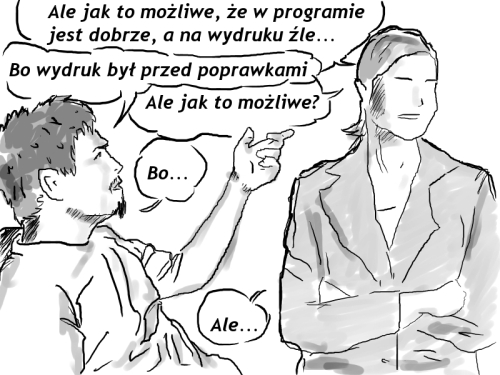 Ale jak to możliwe, że w programie
jest dobrze, a na wydruku źle...
Bo wydruk był przed poprawkami
Ale jak to możliwe?
Bo...
Ale...